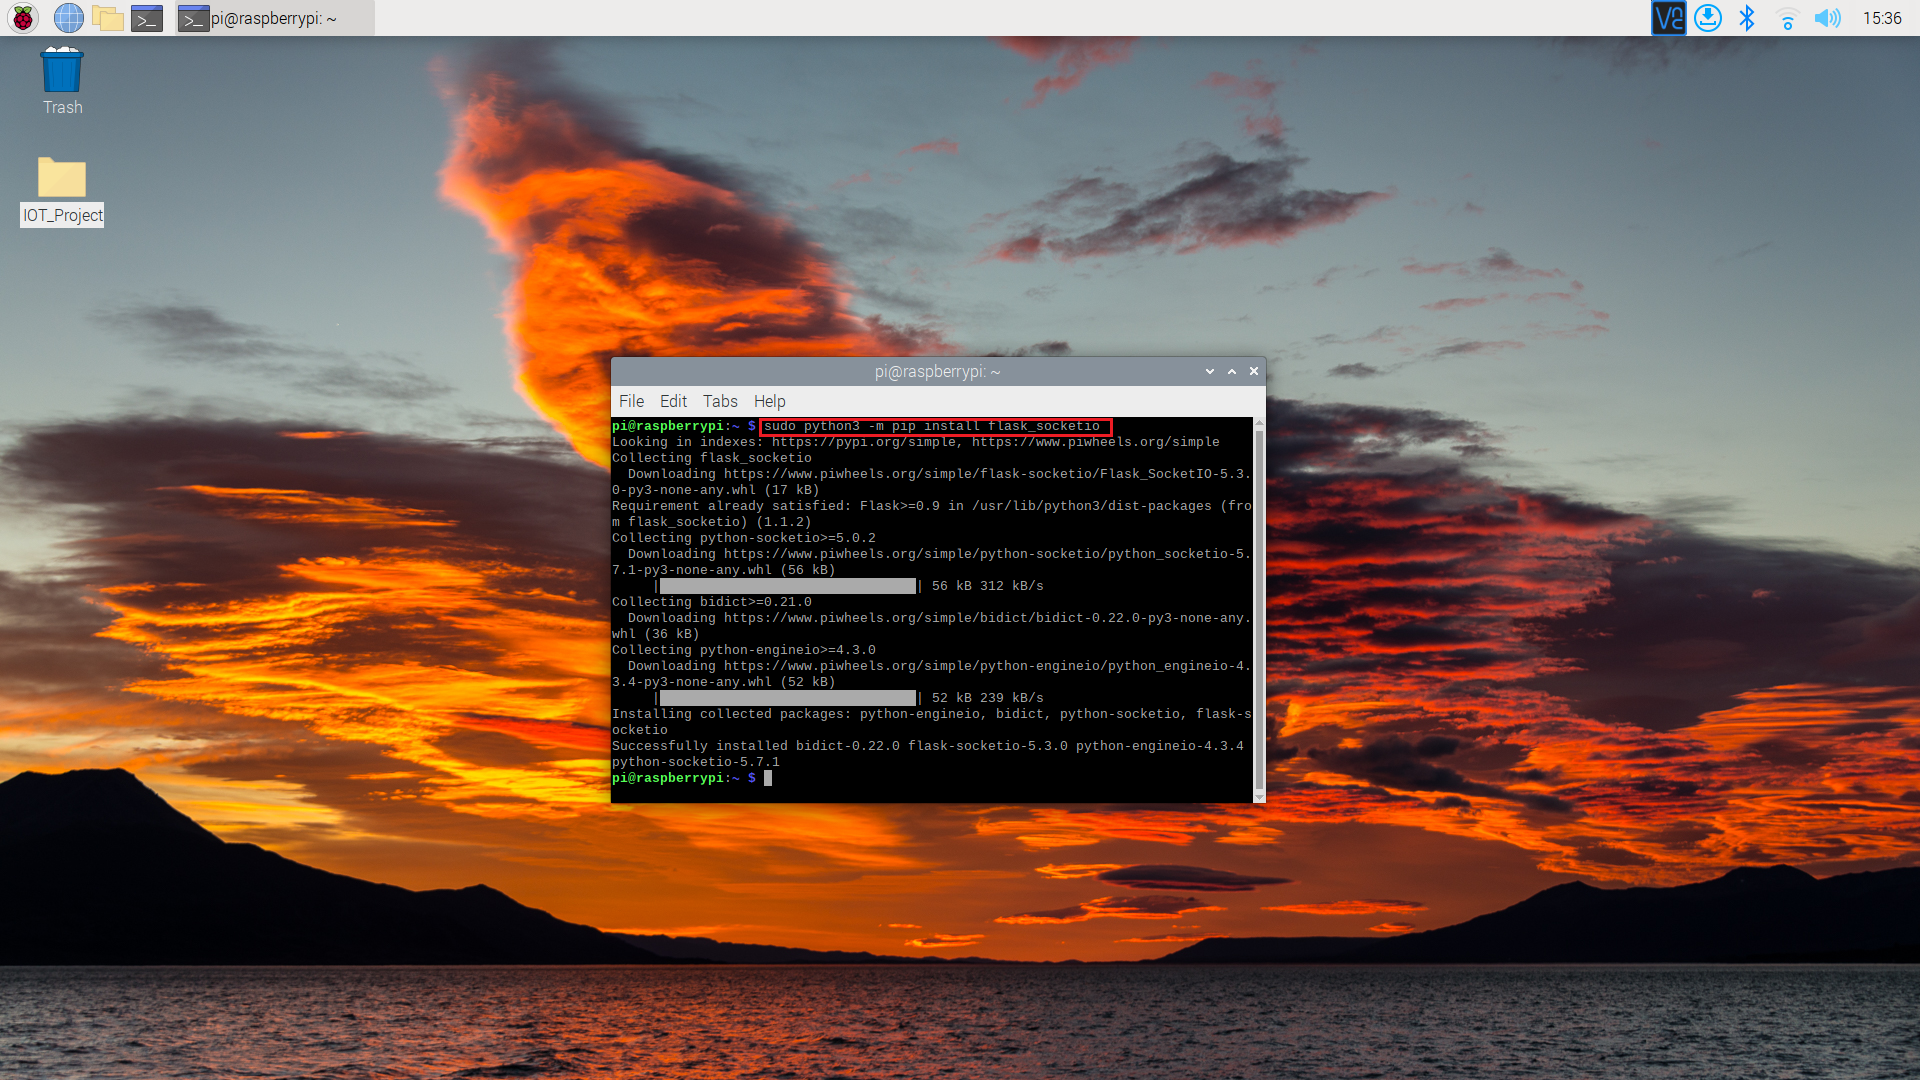 pi@raspberrypi: ~
VNC
15:36
Trash
IOT_Project
pi@raspberrypi: ~
File Edit Tabs Help
pi@raspberrypi:~ $ sudo python3 -m pip install flask_socketio
Looking in indexes: https://pypi.org/simple, https://www.piwheels.org/simple
Collecting flask_socketio
  Downloading https://www.piwheels.org/simple/flask-socketio/Flask_SocketIO-5.3.
0-py3-none-any.whl (17 kB)
Requirement already satisfied: Flask>=0.9 in /usr/lib/python3/dist-packages (fro
m flask_socketio) (1.1.2)
Collecting python-socketio>=5.0.2
  Downloading https://www.piwheels.org/simple/python-socketio/python_socketio-5.
7.1-py3-none-any.whl (56 kB)
| | 56 kB 312 kB/s
Collecting bidict>=0.21.0
  Downloading https://www.piwheels.org/simple/bidict/bidict-0.22.0-py3-none-any.
whl (36 kB)
Collecting python-engineio>=4.3.0
  Downloading https://www.piwheels.org/simple/python-engineio/python_engineio-4.
3.4-py3-none-any.whl (52 kB)
| | 52 kB 239 kB/s
Installing collected packages: python-engineio, bidict, python-socketio, flask-s
ocketio
Successfully installed bidict-0.22.0 flask-socketio-5.3.0 python-engineio-4.3.4
python-socketio-5.7.1
pi@raspberrypi:~ $